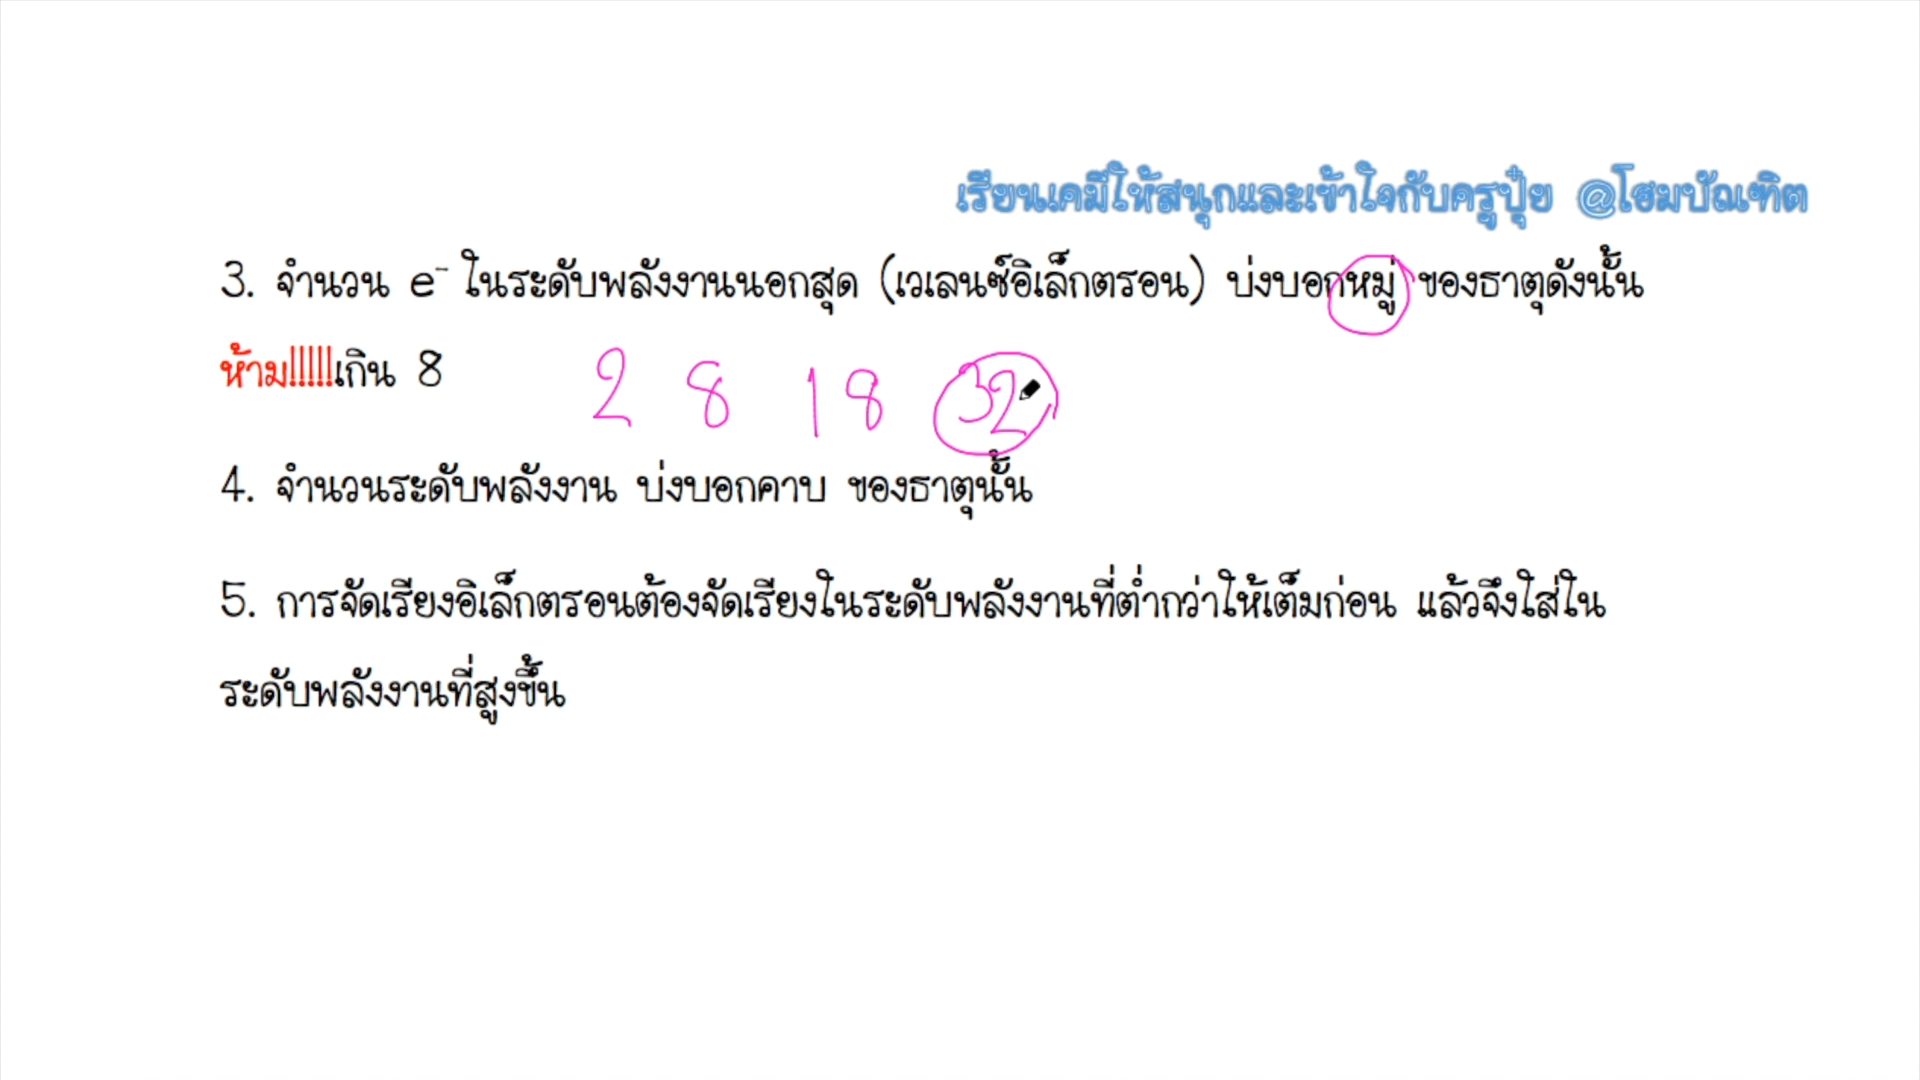 เรียนเคมีให้สนุกและเข้าใจกับครูปุ๋ย @โฮมบัณฑิต
3. จำนวน e⁻ ในระดับพลังงานนอกสุด (เวเลนซ์อิเล็กตรอน) บ่งบอกหมู่ ของธาตุดังนั้น
ห้าม!!!!!เกิน 8
2 8 18 32
4. จำนวนระดับพลังงาน บ่งบอกคาบ ของธาตุนั้น
5. การจัดเรียงอิเล็กตรอนต้องจัดเรียงในระดับพลังงานที่ต่ำกว่าให้เต็มก่อน แล้วจึงใส่ใน
ระดับพลังงานที่สูงขึ้น